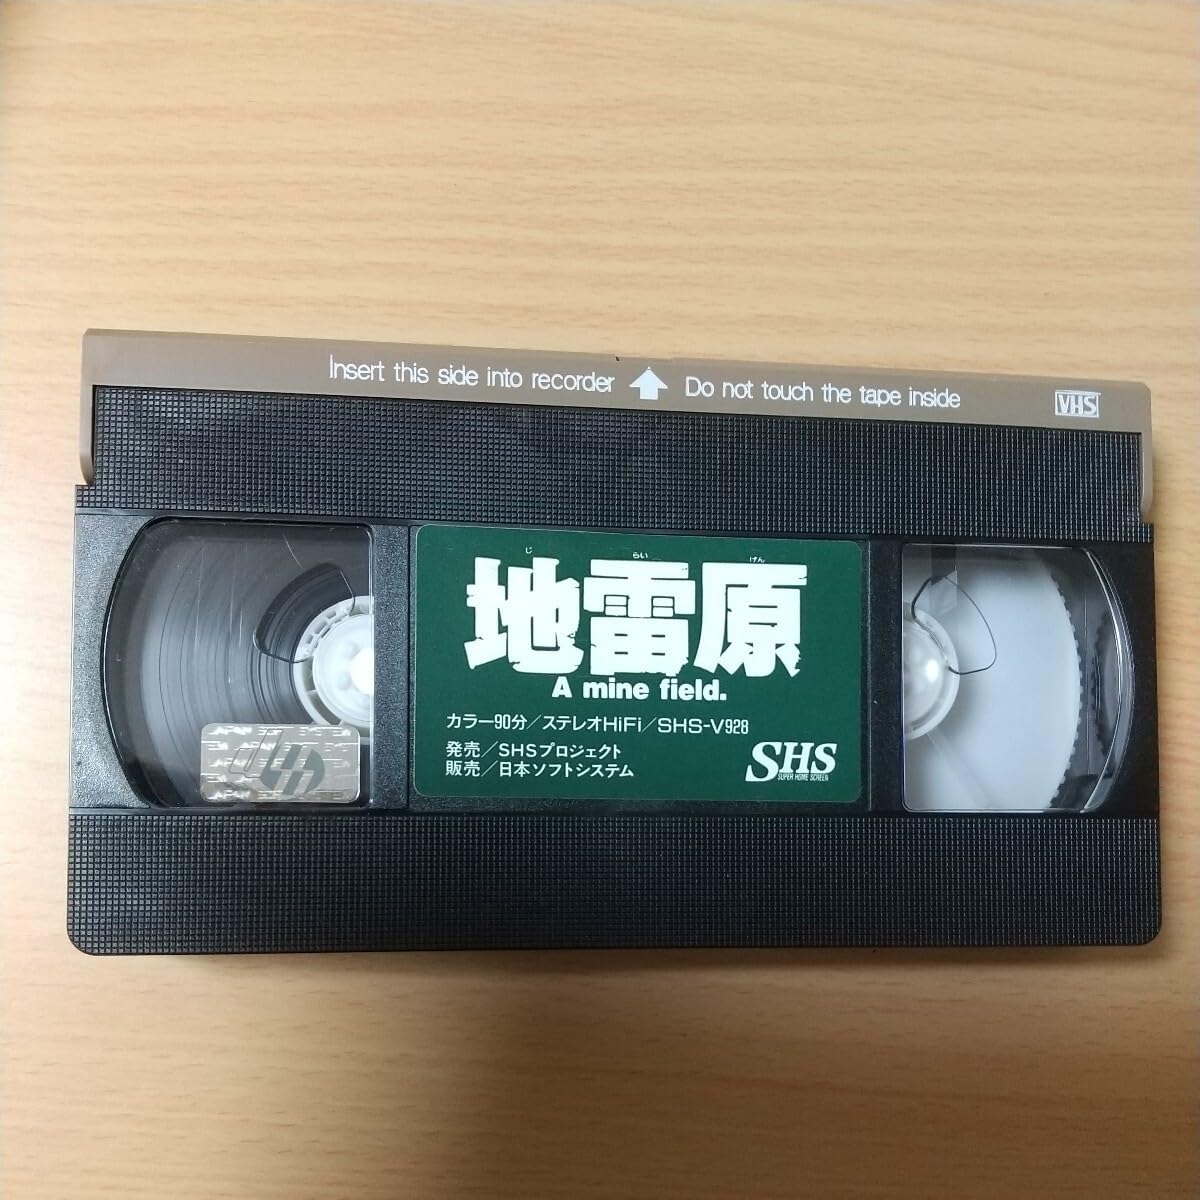 Insert this side into recorder Do not touch the tape inside
VHS
じ らい げん
地雷原
A mine field.
カラー90分/ステレオHiFi/SHS-V928
発売/SHSプロジェクト
販売/日本ソフトシステム
SHS
SUPER HOME SCREEN
JAPAN SOFT SYSTEM